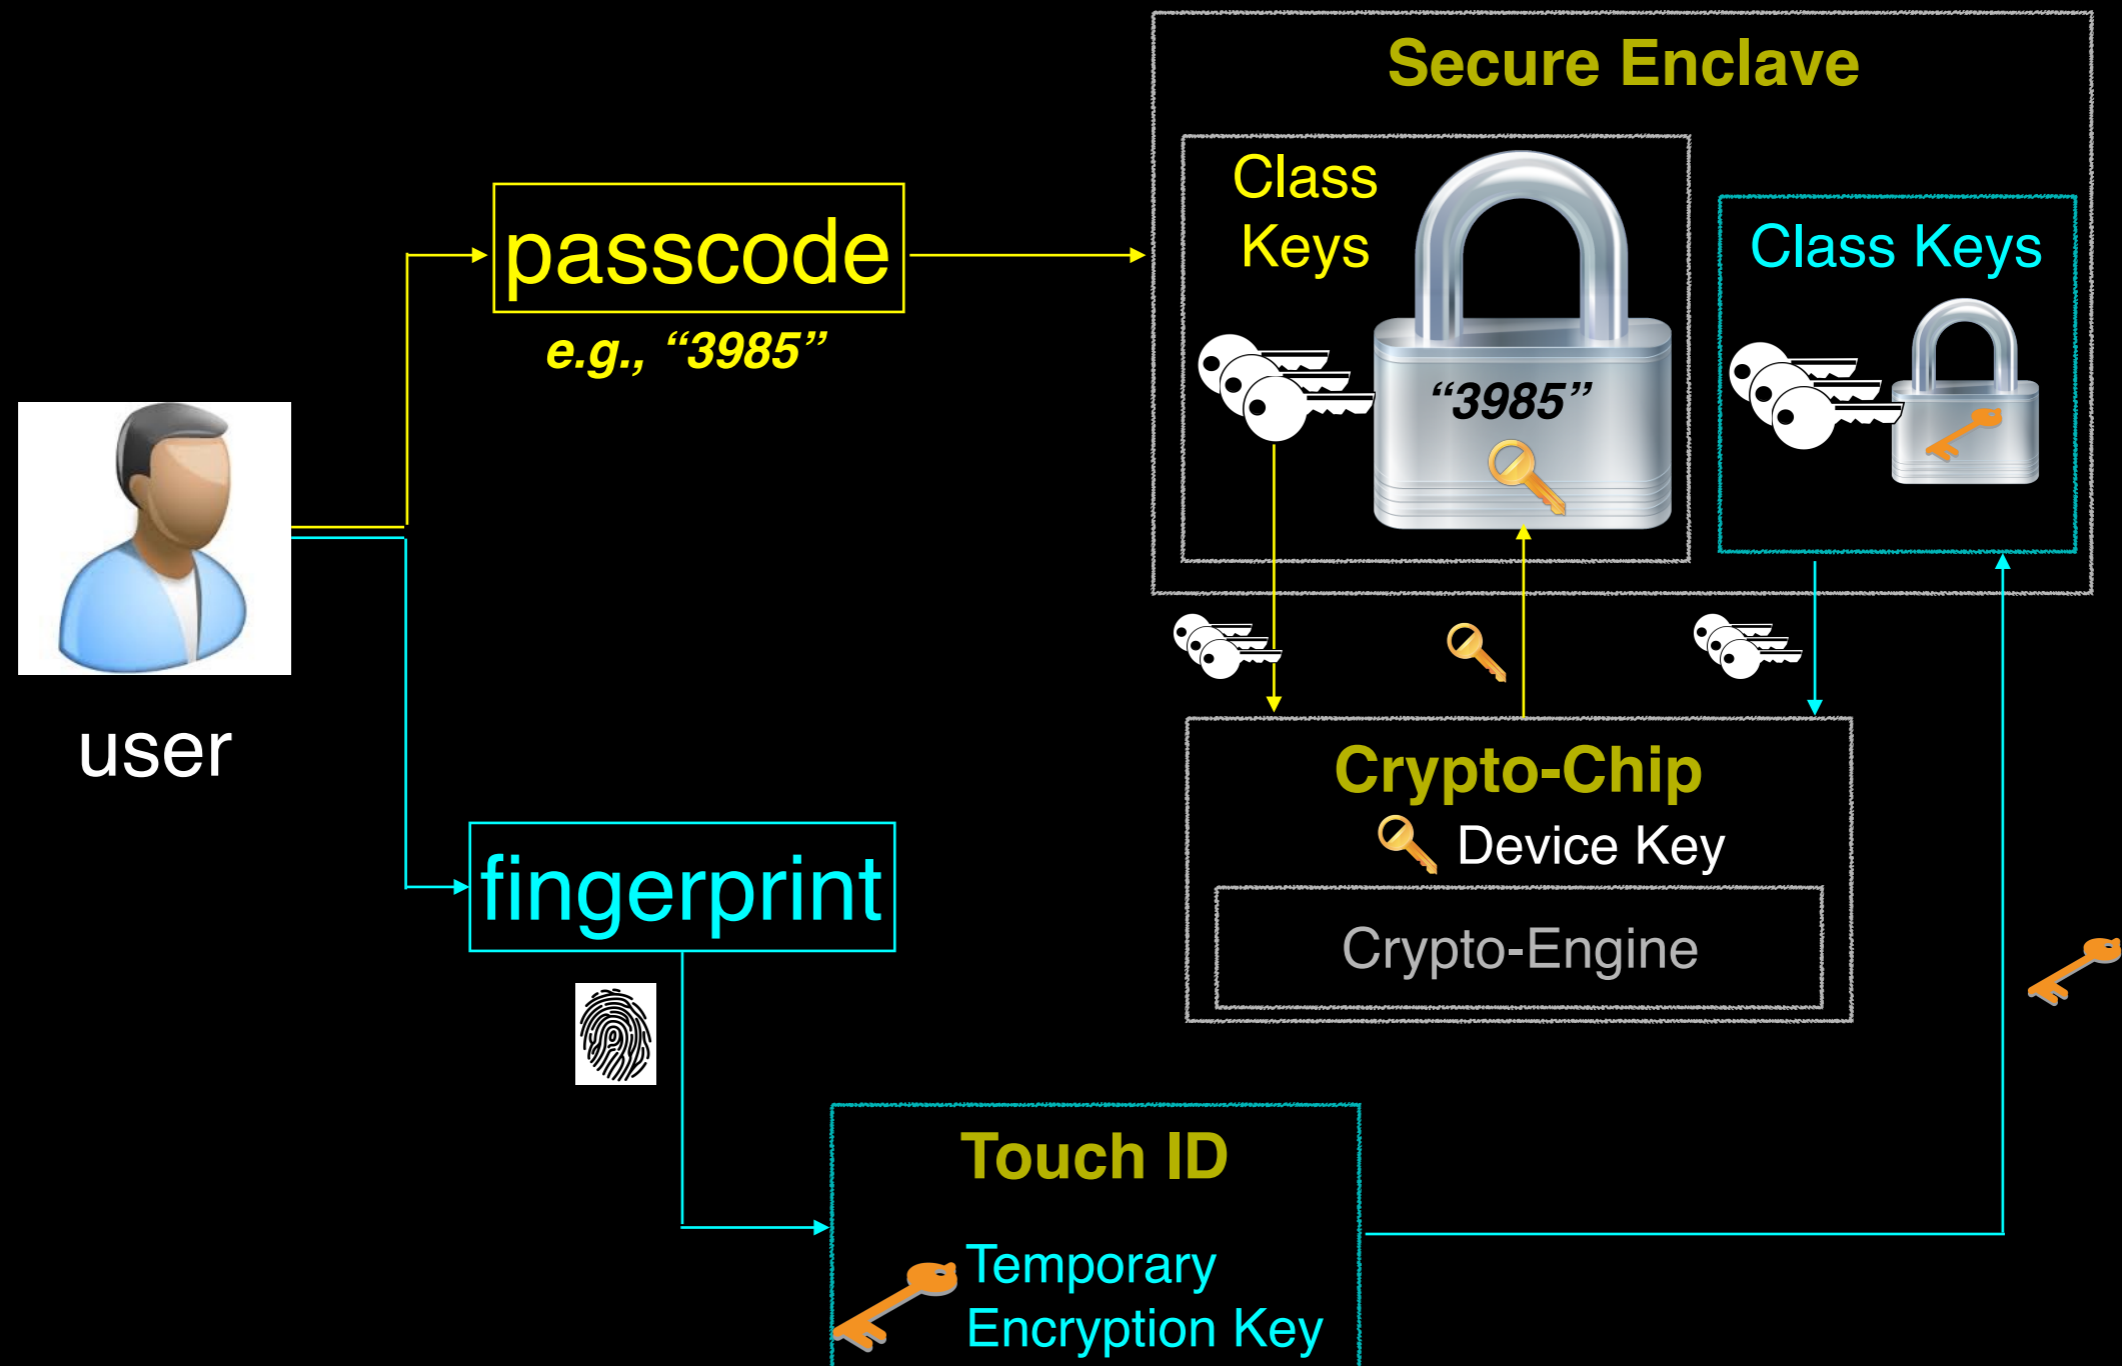 Secure Enclave
Class
Keys
Class Keys
passcode
e.g., “3985”
“3985”
user
Crypto-Chip
Device Key
fingerprint
Crypto-Engine
Touch ID
Temporary
Encryption Key